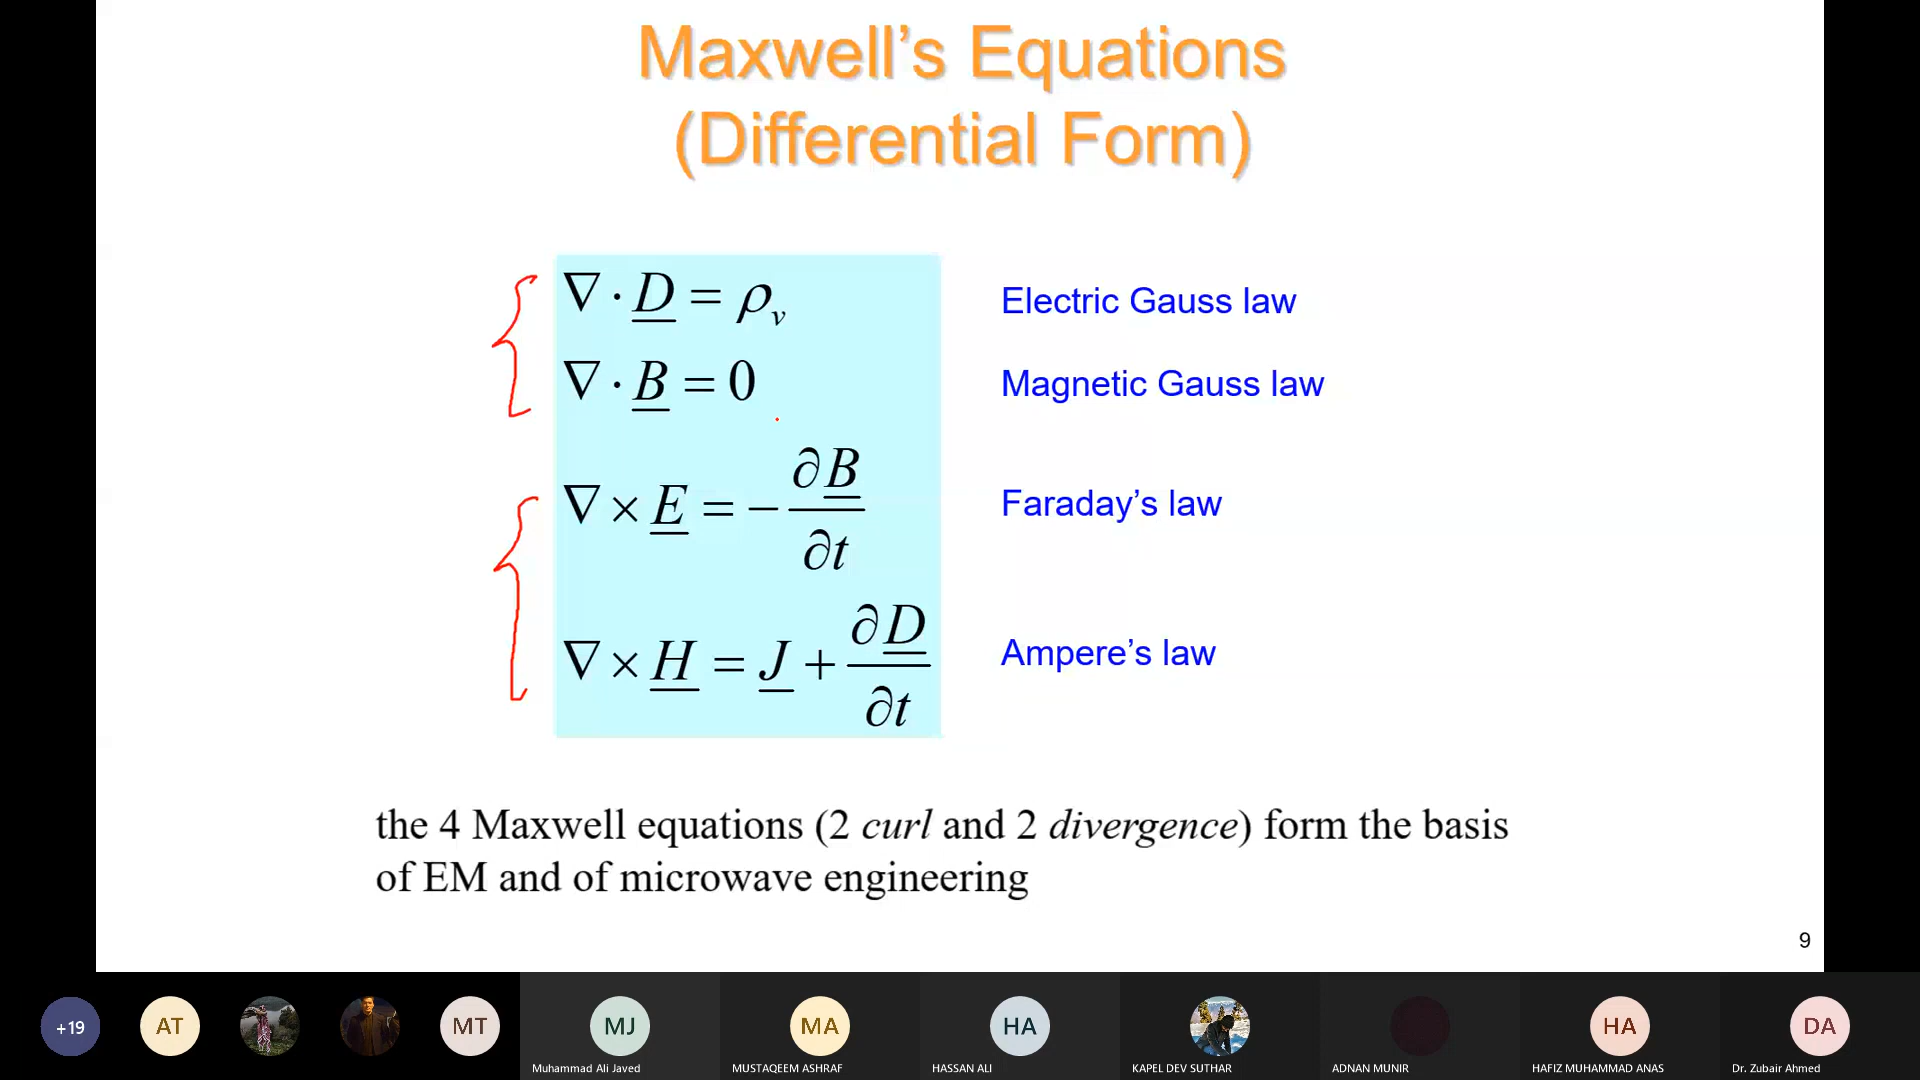 Maxwell’s Equations
(Differential Form)
∇ · D = ρv
Electric Gauss law
∇ · B = 0
Magnetic Gauss law
∇ × E = − ∂B/∂t
Faraday’s law
∇ × H = J + ∂D/∂t
Ampere’s law
the 4 Maxwell equations (2 curl and 2 divergence) form the basis
of EM and of microwave engineering
9
+19
AT
MT
MJ
MA
HA
HA
DA
Muhammad Ali Javed
MUSTAQEEM ASHRAF
HASSAN ALI
KAPEL DEV SUTHAR
ADNAN MUNIR
HAFIZ MUHAMMAD ANAS
Dr. Zubair Ahmed